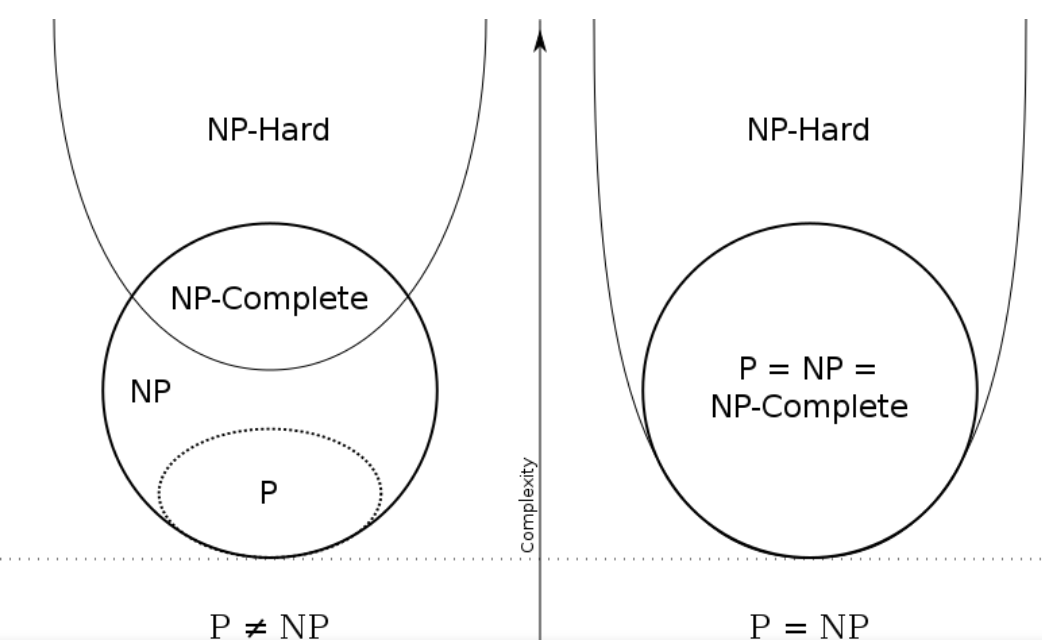 NP-Hard
NP-Complete
NP
P
P ≠ NP
Complexity
NP-Hard
P = NP =
NP-Complete
P = NP